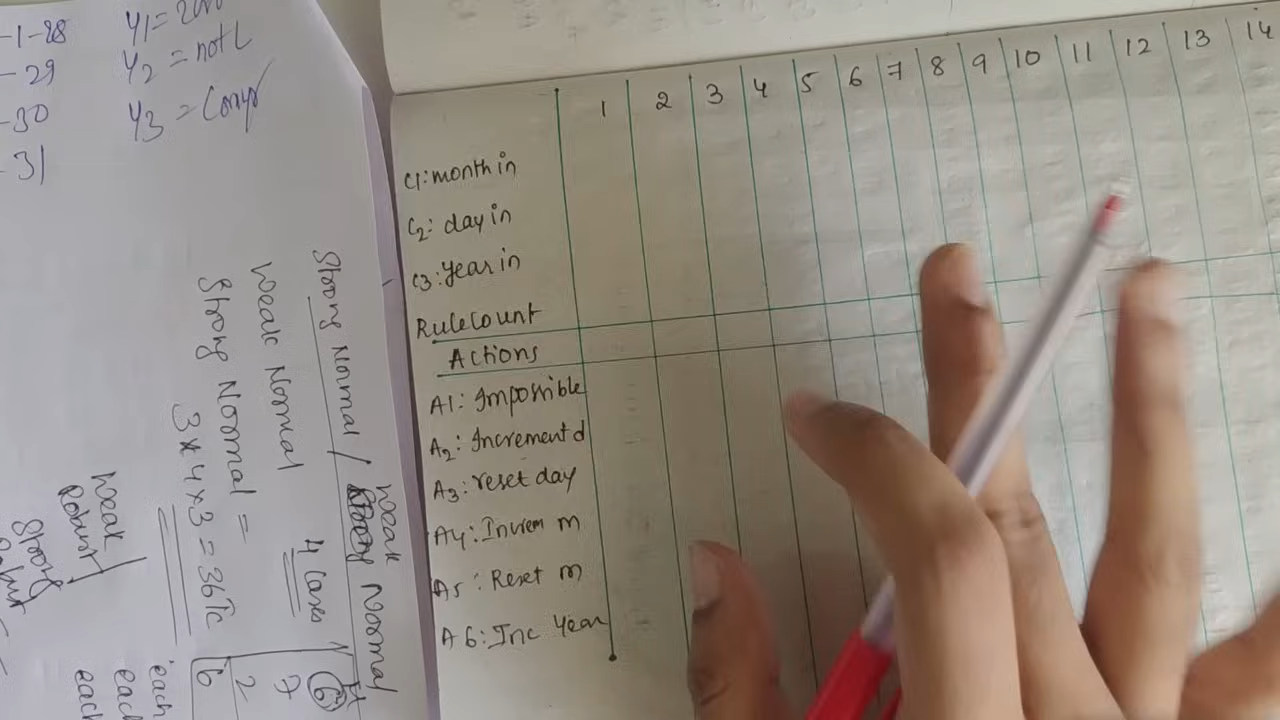 -1-28
- 29
- 30
- 31
Y1 =
Y2 = not L
Y3 =
1 2 3 4 5 6 7 8 9 10 11 12 13 14
C1: month in
C2: day in
C3: year in
Rule Count
Actions
A1: Impossible
A2: Increment d
A3: reset day
A4: Increm m
A5: Reset m
A6: Inc Year
Strong Normal / Weak Normal
Weak Normal 4 Cases
Strong Normal =
3 * 4 * 3 = 36 Tc
Weak Robust /
Strong
each
each
each
6
2
7
6